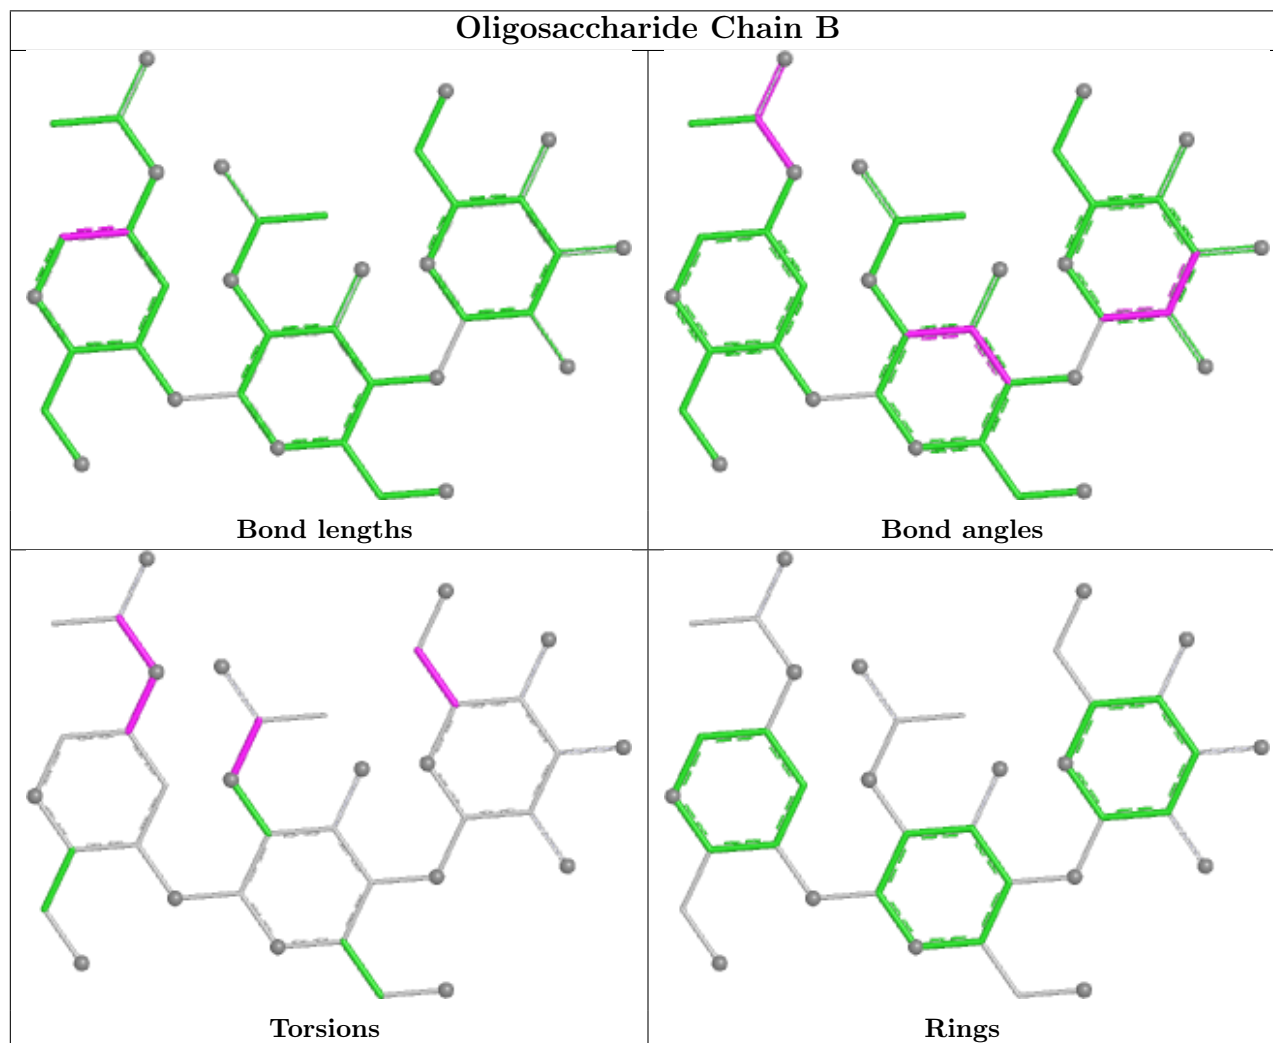 Oligosaccharide Chain B
Bond lengths
Bond angles
Torsions
Rings